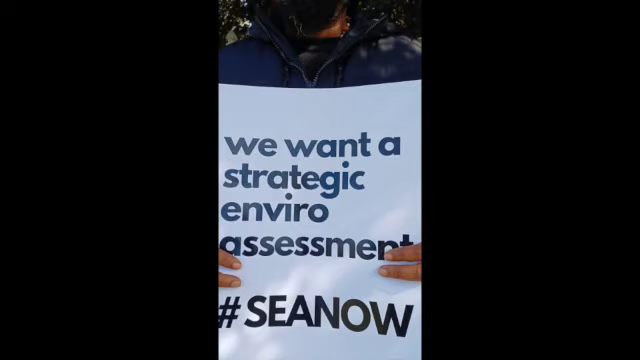 we want a
strategic
enviro
assessment
#SEANOW